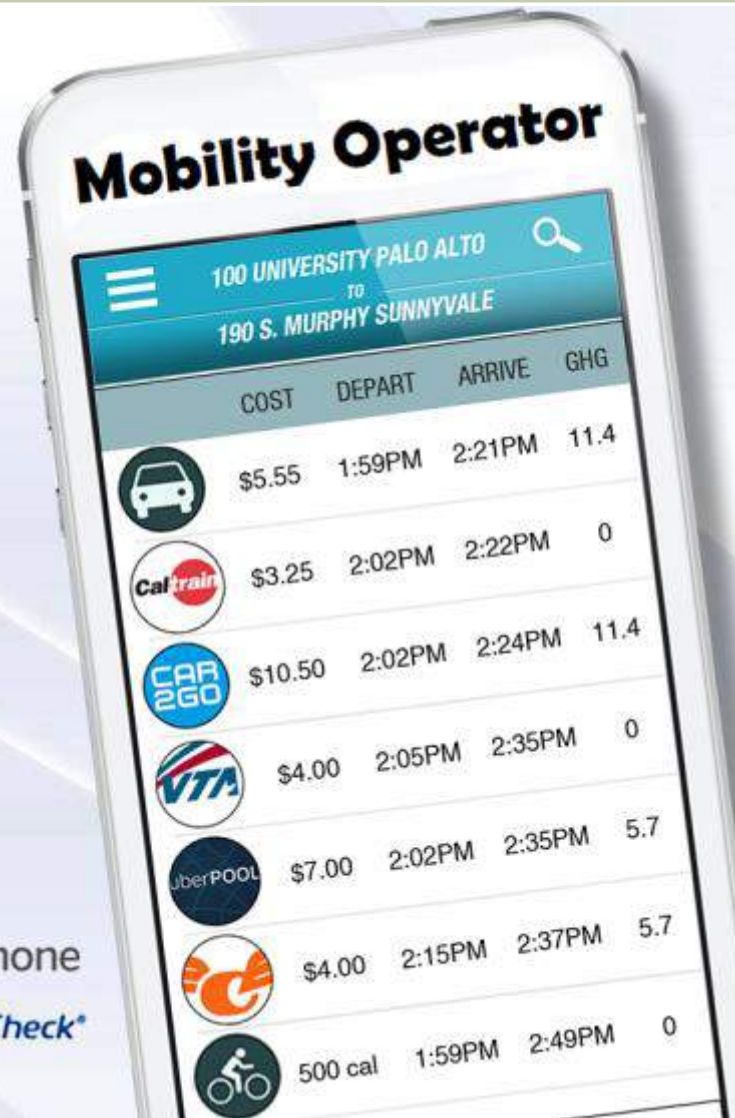 Mobility Operator
100 UNIVERSITY PALO ALTO
TO
190 S. MURPHY SUNNYVALE
COST DEPART ARRIVE GHG
$5.55 1:59PM 2:21PM 11.4
Caltrain $3.25 2:02PM 2:22PM 0
CAR2GO $10.50 2:02PM 2:24PM 11.4
VTA $4.00 2:05PM 2:35PM 0
uberPOOL $7.00 2:02PM 2:35PM 5.7
$4.00 2:15PM 2:37PM 5.7
500 cal 1:59PM 2:49PM 0